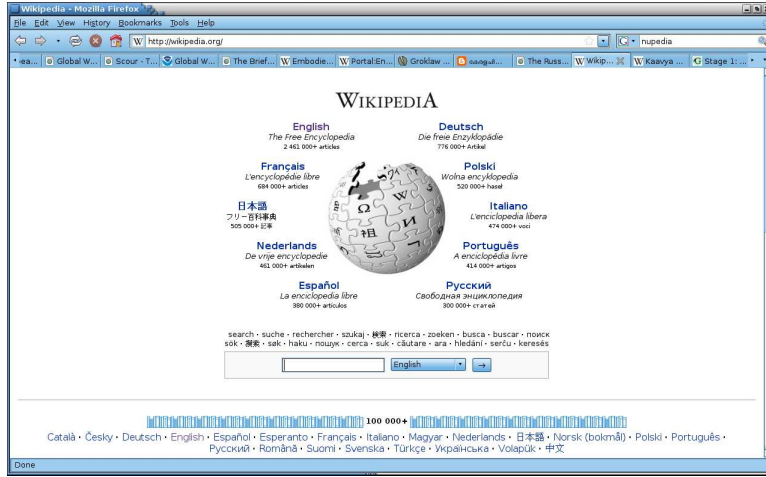 Wikipedia - Mozilla Firefox
File Edit View History Bookmarks Tools Help
http://wikipedia.org/
nupedia
Global W... Scour - T... Global W... The Brief... Embodie... Portal:En... Groklaw ... The Russ... Wikip... Kaavya ... Stage 1: ...
WIKIPEDIA
English Deutsch
The Free Encyclopedia Die freie Enzyklopädie
2 461 000+ articles 776 000+ Artikel
Français Polski
L'encyclopédie libre Wolna encyklopedia
684 000+ articles 520 000+ haseł
日本語 Italiano
フリー百科事典 L'enciclopedia libera
505 000+ 記事 474 000+ voci
Nederlands Português
De vrije encyclopedie A enciclopédia livre
461 000+ artikelen 414 000+ artigos
Español Русский
La enciclopedia libre Свободная энциклопедия
380 000+ artículos 300 000+ статей
search · suche · rechercher · szukaj · 検索 · ricerca · zoeken · busca · buscar · поиск
sök · 搜索 · søk · haku · пошук · cerca · suk · căutare · ara · hledání · serĉu · keresés
English →
100 000+
Català · Česky · Deutsch · English · Español · Esperanto · Français · Italiano · Magyar · Nederlands · 日本語 · Norsk (bokmål) · Polski · Português ·
Русский · Română · Suomi · Svenska · Türkçe · Українська · Volapük · 中文
Done